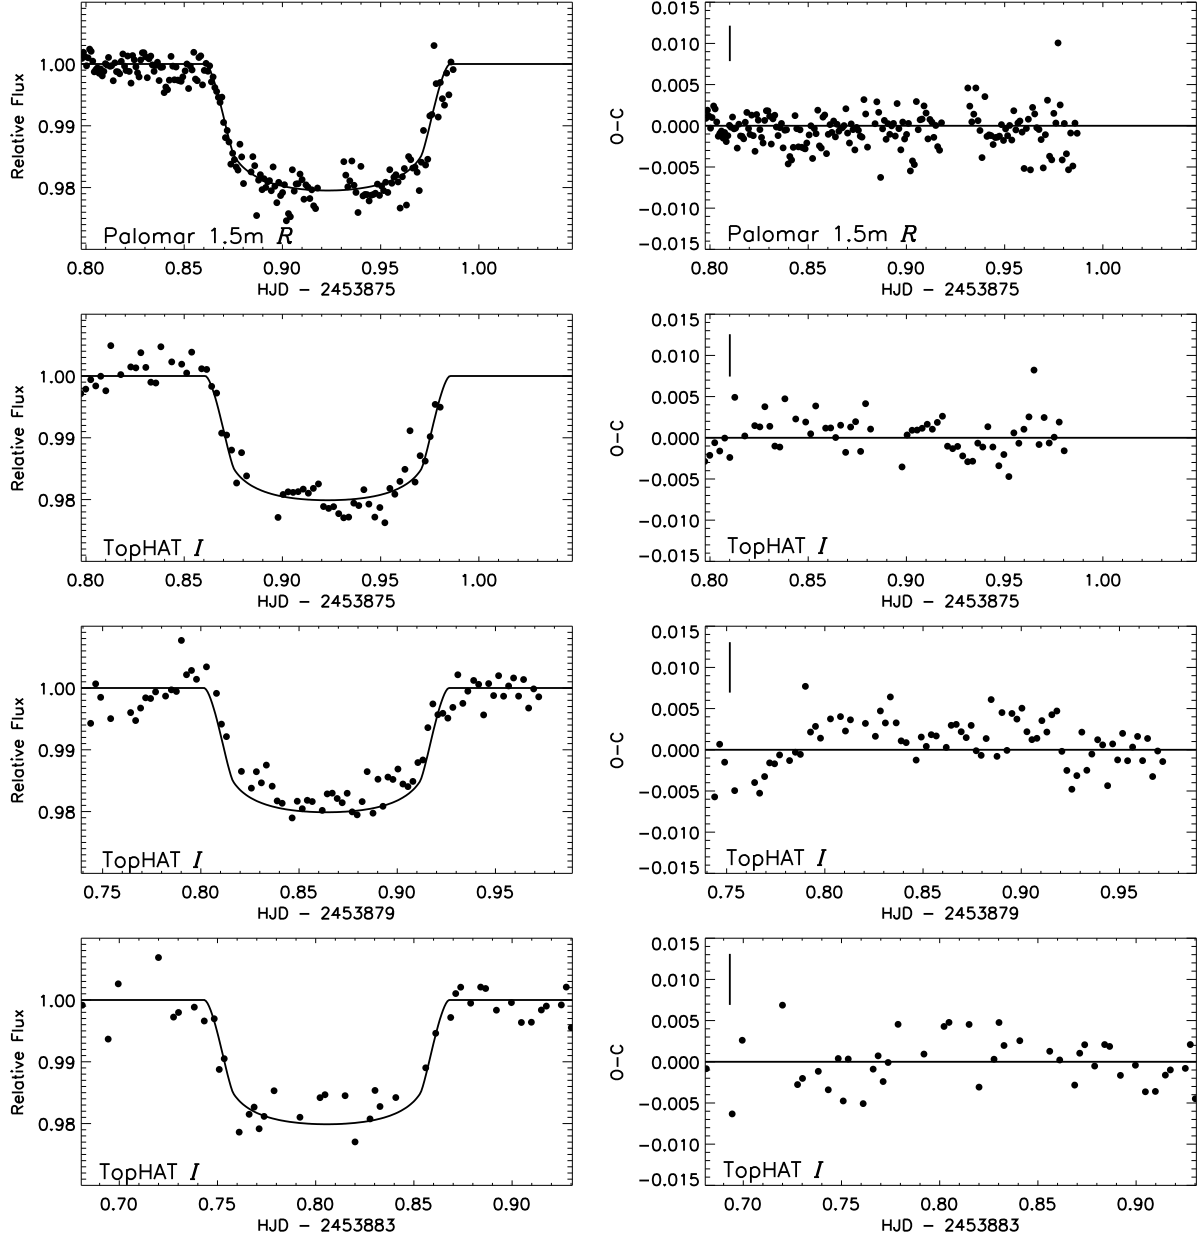 1.00
0.99
0.98
Relative Flux
Palomar 1.5m R
0.80 0.85 0.90 0.95 1.00
HJD − 2453875
0.015
0.010
0.005
0.000
−0.005
−0.010
−0.015
O−C
Palomar 1.5m R
0.80 0.85 0.90 0.95 1.00
HJD − 2453875
1.00
0.99
0.98
Relative Flux
TopHAT I
0.80 0.85 0.90 0.95 1.00
HJD − 2453875
0.015
0.010
0.005
0.000
−0.005
−0.010
−0.015
O−C
TopHAT I
0.80 0.85 0.90 0.95 1.00
HJD − 2453875
1.00
0.99
0.98
Relative Flux
TopHAT I
0.75 0.80 0.85 0.90 0.95
HJD − 2453879
0.015
0.010
0.005
0.000
−0.005
−0.010
−0.015
O−C
TopHAT I
0.75 0.80 0.85 0.90 0.95
HJD − 2453879
1.00
0.99
0.98
Relative Flux
TopHAT I
0.70 0.75 0.80 0.85 0.90
HJD − 2453883
0.015
0.010
0.005
0.000
−0.005
−0.010
−0.015
O−C
TopHAT I
0.70 0.75 0.80 0.85 0.90
HJD − 2453883